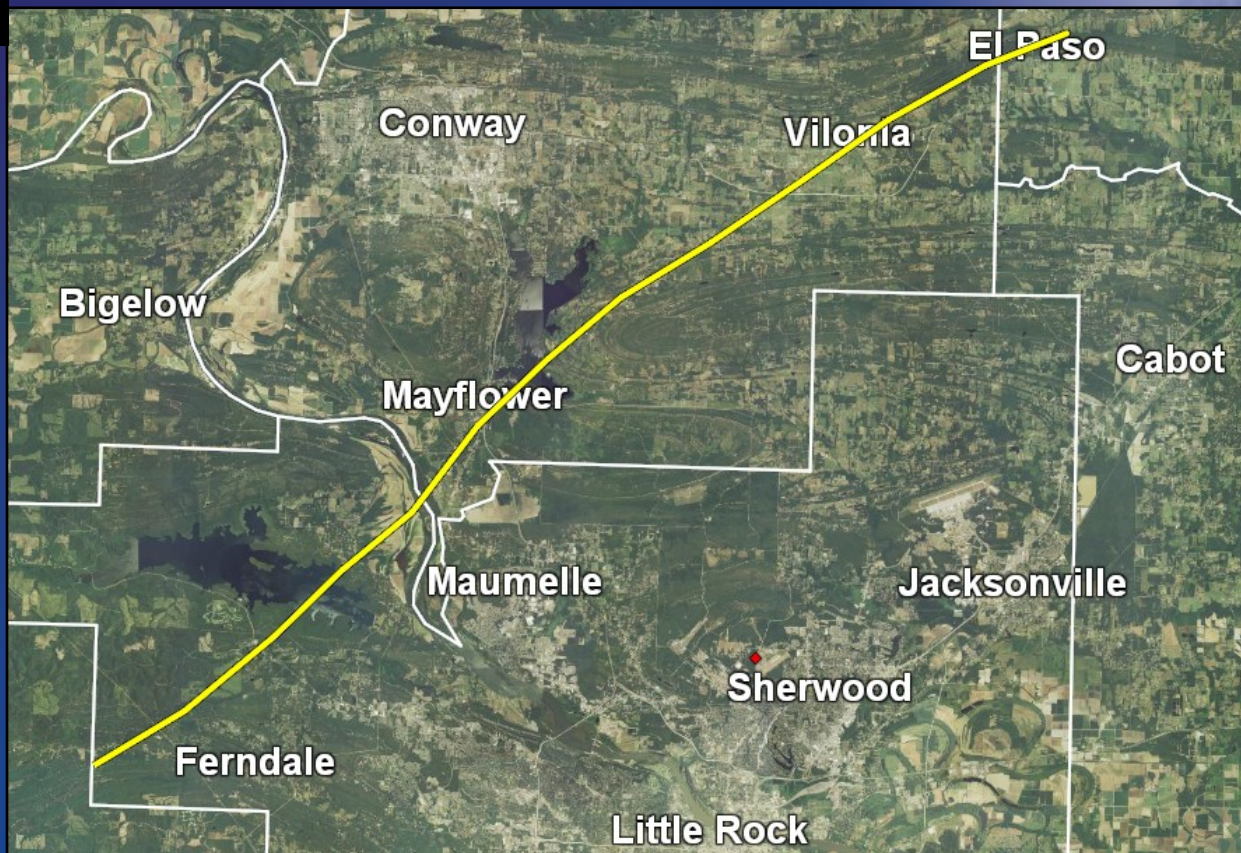 El Paso
Conway
Vilonia
Bigelow
Cabot
Mayflower
Maumelle
Jacksonville
Sherwood
Ferndale
Little Rock